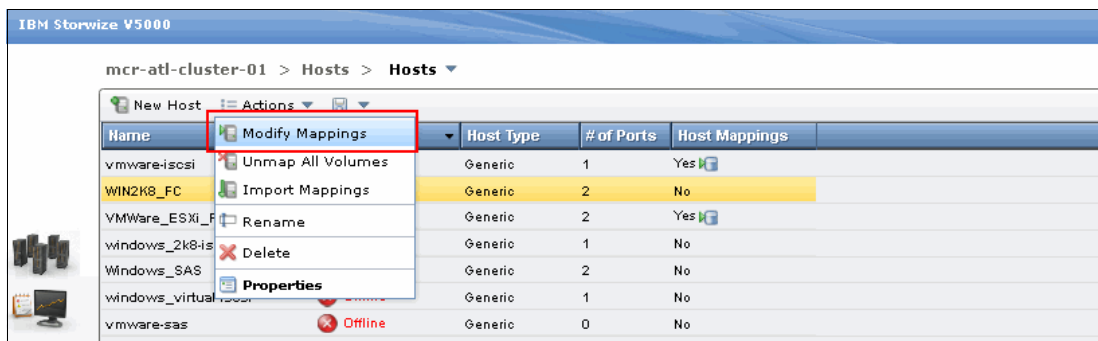 IBM Storwize V5000
mcr-atl-cluster-01 > Hosts > Hosts
New Host Actions
Name Host Type # of Ports Host Mappings
Modify Mappings
vmware-iscsi Generic 1 Yes
Unmap All Volumes
WIN2K8_FC Generic 2 No
Import Mappings
VMWare_ESXi_F Generic 2 Yes
Rename
windows_2k8-is Generic 1 No
Delete
Windows_SAS Generic 2 No
Properties
windows_virtual Generic 1 No
vmware-sas Offline Generic 0 No